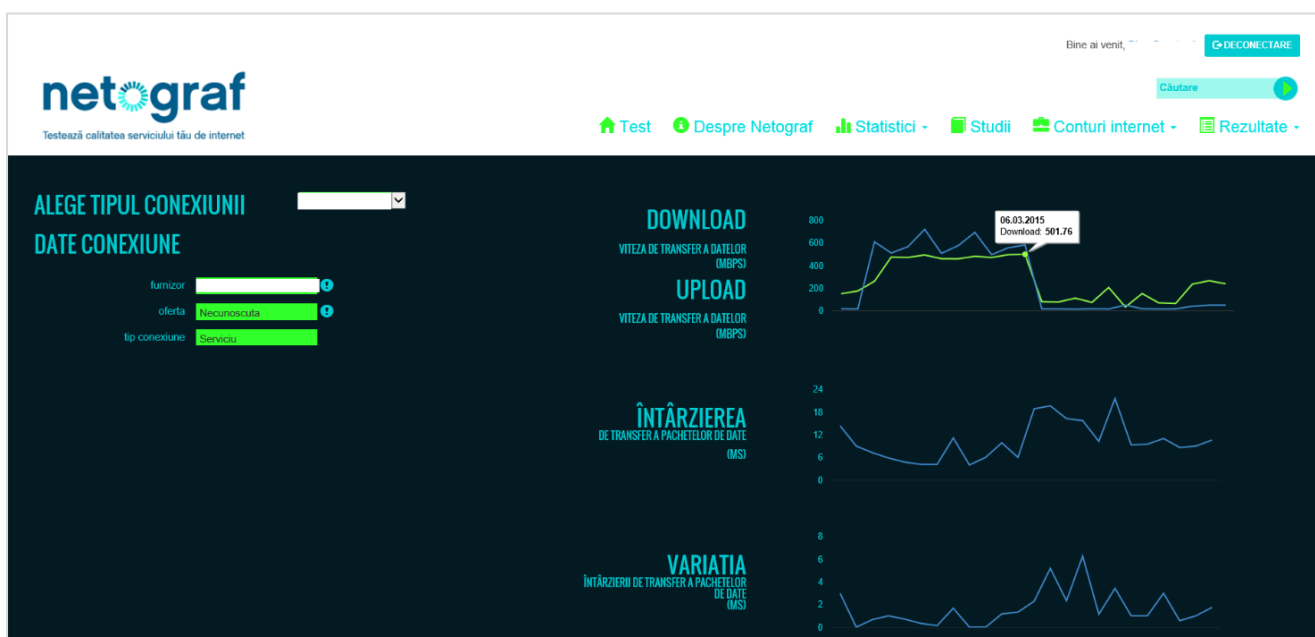 Bine ai venit,
DECONECTARE
netograf
Testează calitatea serviciului tău de internet
Căutare
Test
Despre Netograf
Statistici
Studii
Conturi internet
Rezultate
ALEGE TIPUL CONEXIUNII
DATE CONEXIUNE
furnizor
oferta
Necunoscuta
tip conexiune
Serviciu
DOWNLOAD
VITEZA DE TRANSFER A DATELOR
(MBPS)
UPLOAD
VITEZA DE TRANSFER A DATELOR
(MBPS)
800
600
400
200
0
06.03.2015
Download: 501.76
ÎNTÂRZIEREA
DE TRANSFER A PACHETELOR DE DATE
(MS)
24
18
12
6
0
VARIATIA
ÎNTÂRZIERII DE TRANSFER A PACHETELOR
DE DATE
(MS)
8
6
4
2
0